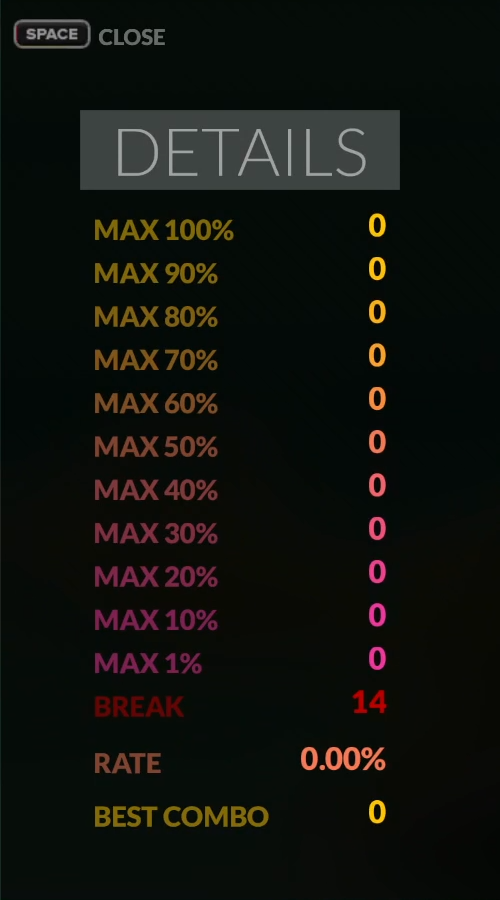 SPACE CLOSE
DETAILS
MAX 100% 0
MAX 90% 0
MAX 80% 0
MAX 70% 0
MAX 60% 0
MAX 50% 0
MAX 40% 0
MAX 30% 0
MAX 20% 0
MAX 10% 0
MAX 1% 0
BREAK 14
RATE 0.00%
BEST COMBO 0